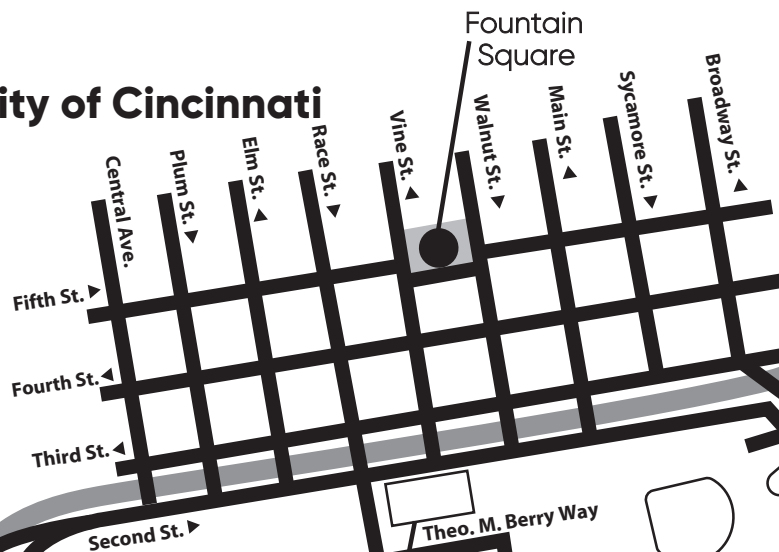 Fountain
Square
ity of Cincinnati
Central Ave.
Plum St.
Elm St.
Race St.
Vine St.
Walnut St.
Main St.
Sycamore St.
Broadway St.
Fifth St.
Fourth St.
Third St.
Second St.
Theo. M. Berry Way